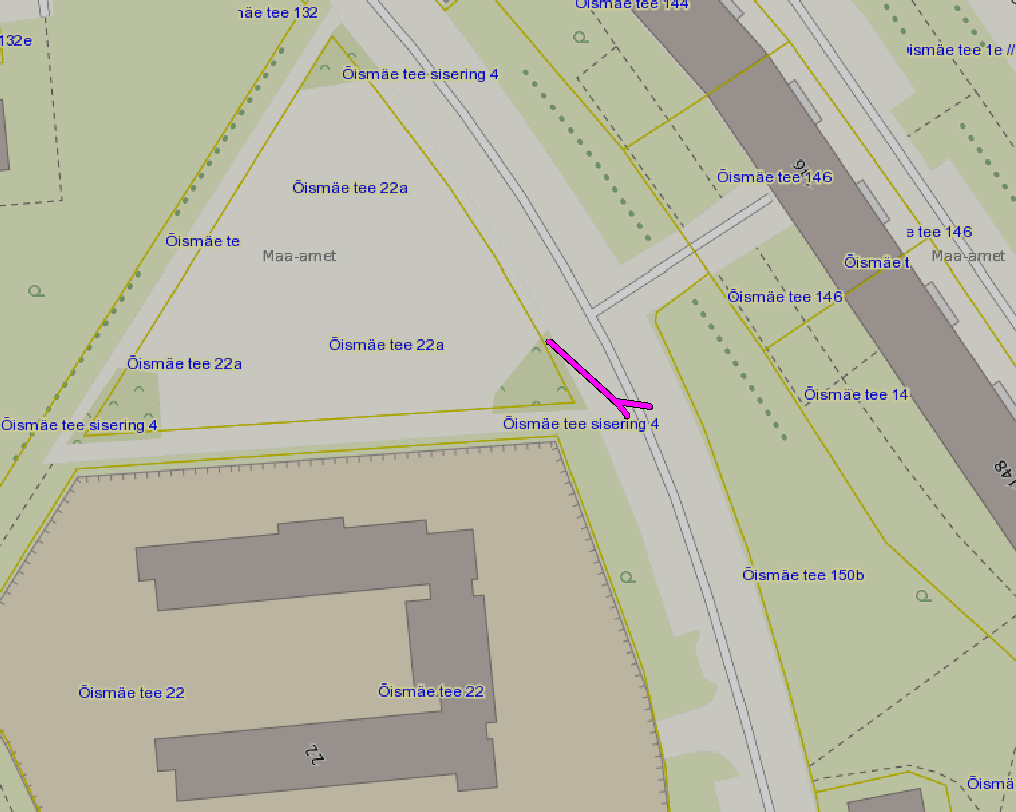 Õismäe tee 144
näe tee 132
132e
Õismäe tee 1e //
Õismäe tee sisering 4
96
Õismäe tee 146
Õismäe tee 22a
e tee 146
Õismäe te
Maa-amet
Maa-amet
Õismäe t
Õismäe tee 146
Õismäe tee 22a
Õismäe tee 22a
Õismäe tee 14
Õismäe tee sisering 4
Õismäe tee sisering 4
148
Õismäe tee 150b
Õismäe tee 22
Õismäe tee 22
22
Õismä